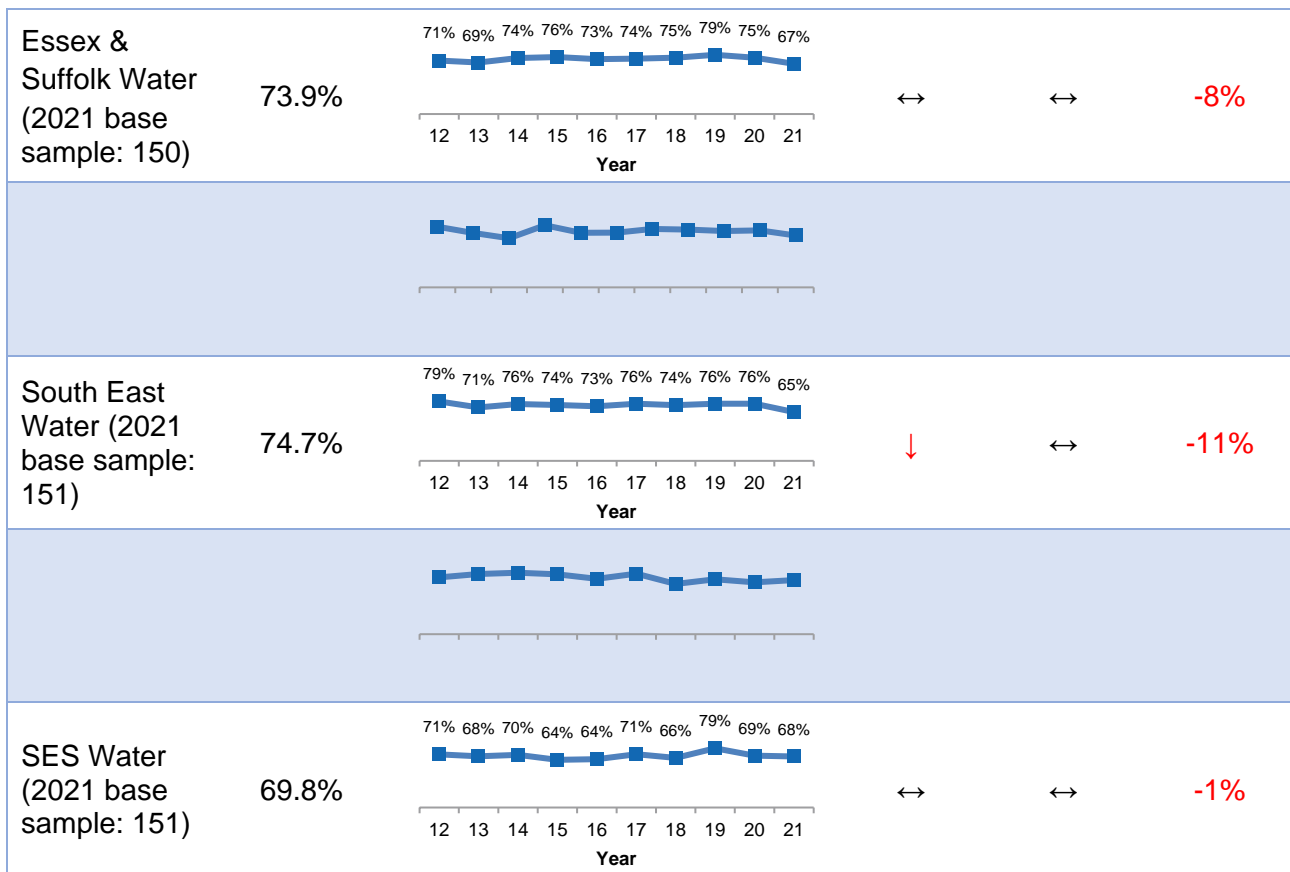 Essex &
Suffolk Water
(2021 base
sample: 150)
73.9%
71% 69% 74% 76% 73% 74% 75% 79% 75% 67%
12 13 14 15 16 17 18 19 20 21
Year
↔ ↔ -8%
South East
Water (2021
base sample:
151)
74.7%
79% 71% 76% 74% 73% 76% 74% 76% 76% 65%
12 13 14 15 16 17 18 19 20 21
Year
↓ ↔ -11%
SES Water
(2021 base
sample: 151)
69.8%
71% 68% 70% 64% 64% 71% 66% 79% 69% 68%
12 13 14 15 16 17 18 19 20 21
Year
↔ ↔ -1%